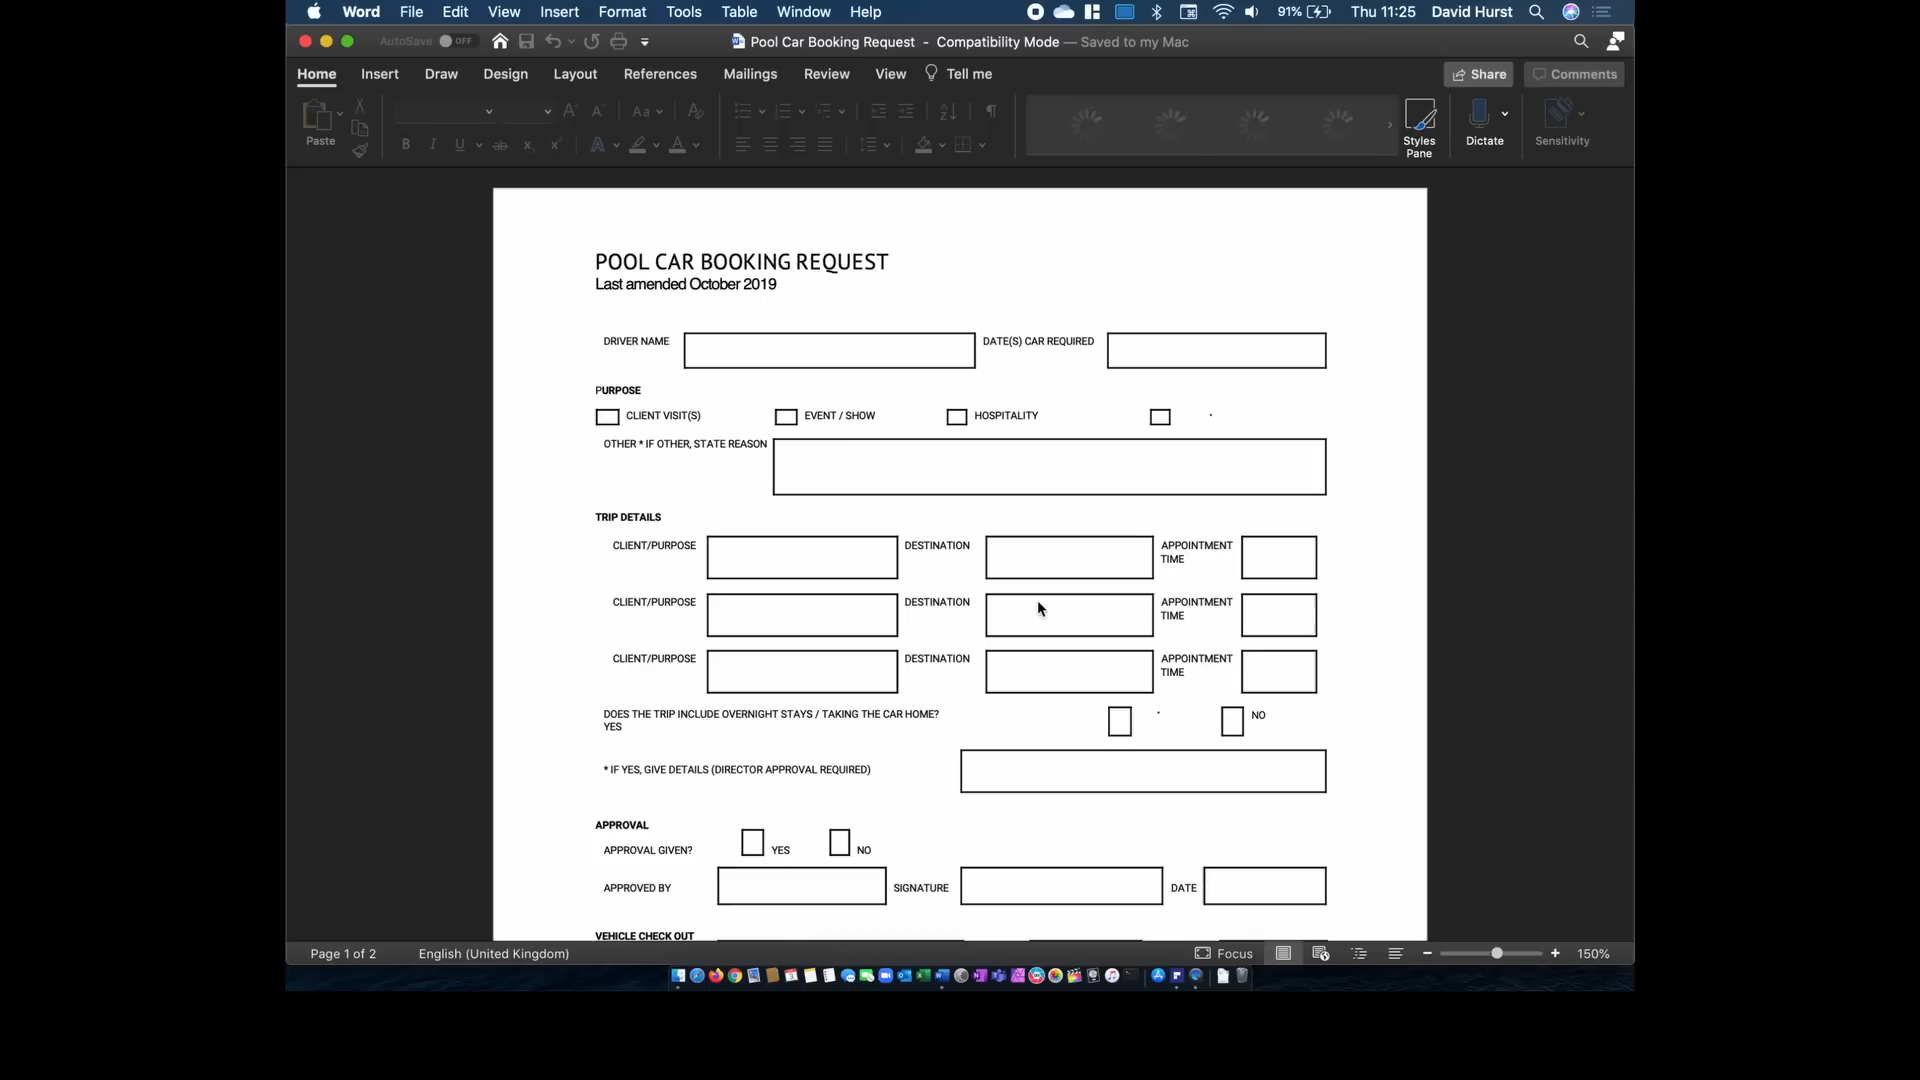 Word File Edit View Insert Format Tools Table Window Help 91% Thu 11:25 David Hurst
AutoSave OFF Pool Car Booking Request - Compatibility Mode — Saved to my Mac
Home Insert Draw Design Layout References Mailings Review View Tell me Share Comments
Paste Styles Pane Dictate Sensitivity
POOL CAR BOOKING REQUEST
Last amended October 2019
DRIVER NAME DATE(S) CAR REQUIRED
PURPOSE
CLIENT VISIT(S) EVENT / SHOW HOSPITALITY
OTHER * IF OTHER, STATE REASON
TRIP DETAILS
CLIENT/PURPOSE DESTINATION APPOINTMENT TIME
CLIENT/PURPOSE DESTINATION APPOINTMENT TIME
CLIENT/PURPOSE DESTINATION APPOINTMENT TIME
DOES THE TRIP INCLUDE OVERNIGHT STAYS / TAKING THE CAR HOME?
YES NO
* IF YES, GIVE DETAILS (DIRECTOR APPROVAL REQUIRED)
APPROVAL
APPROVAL GIVEN? YES NO
APPROVED BY SIGNATURE DATE
VEHICLE CHECK OUT
Page 1 of 2 English (United Kingdom) Focus 150%